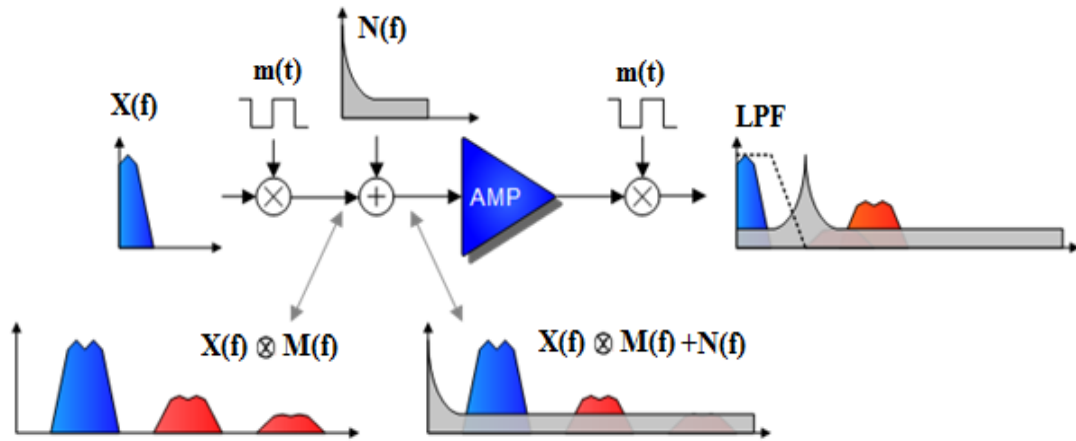 N(f)
m(t)
m(t)
X(f)
LPF
AMP
X(f) ⊗ M(f)
X(f) ⊗ M(f) +N(f)